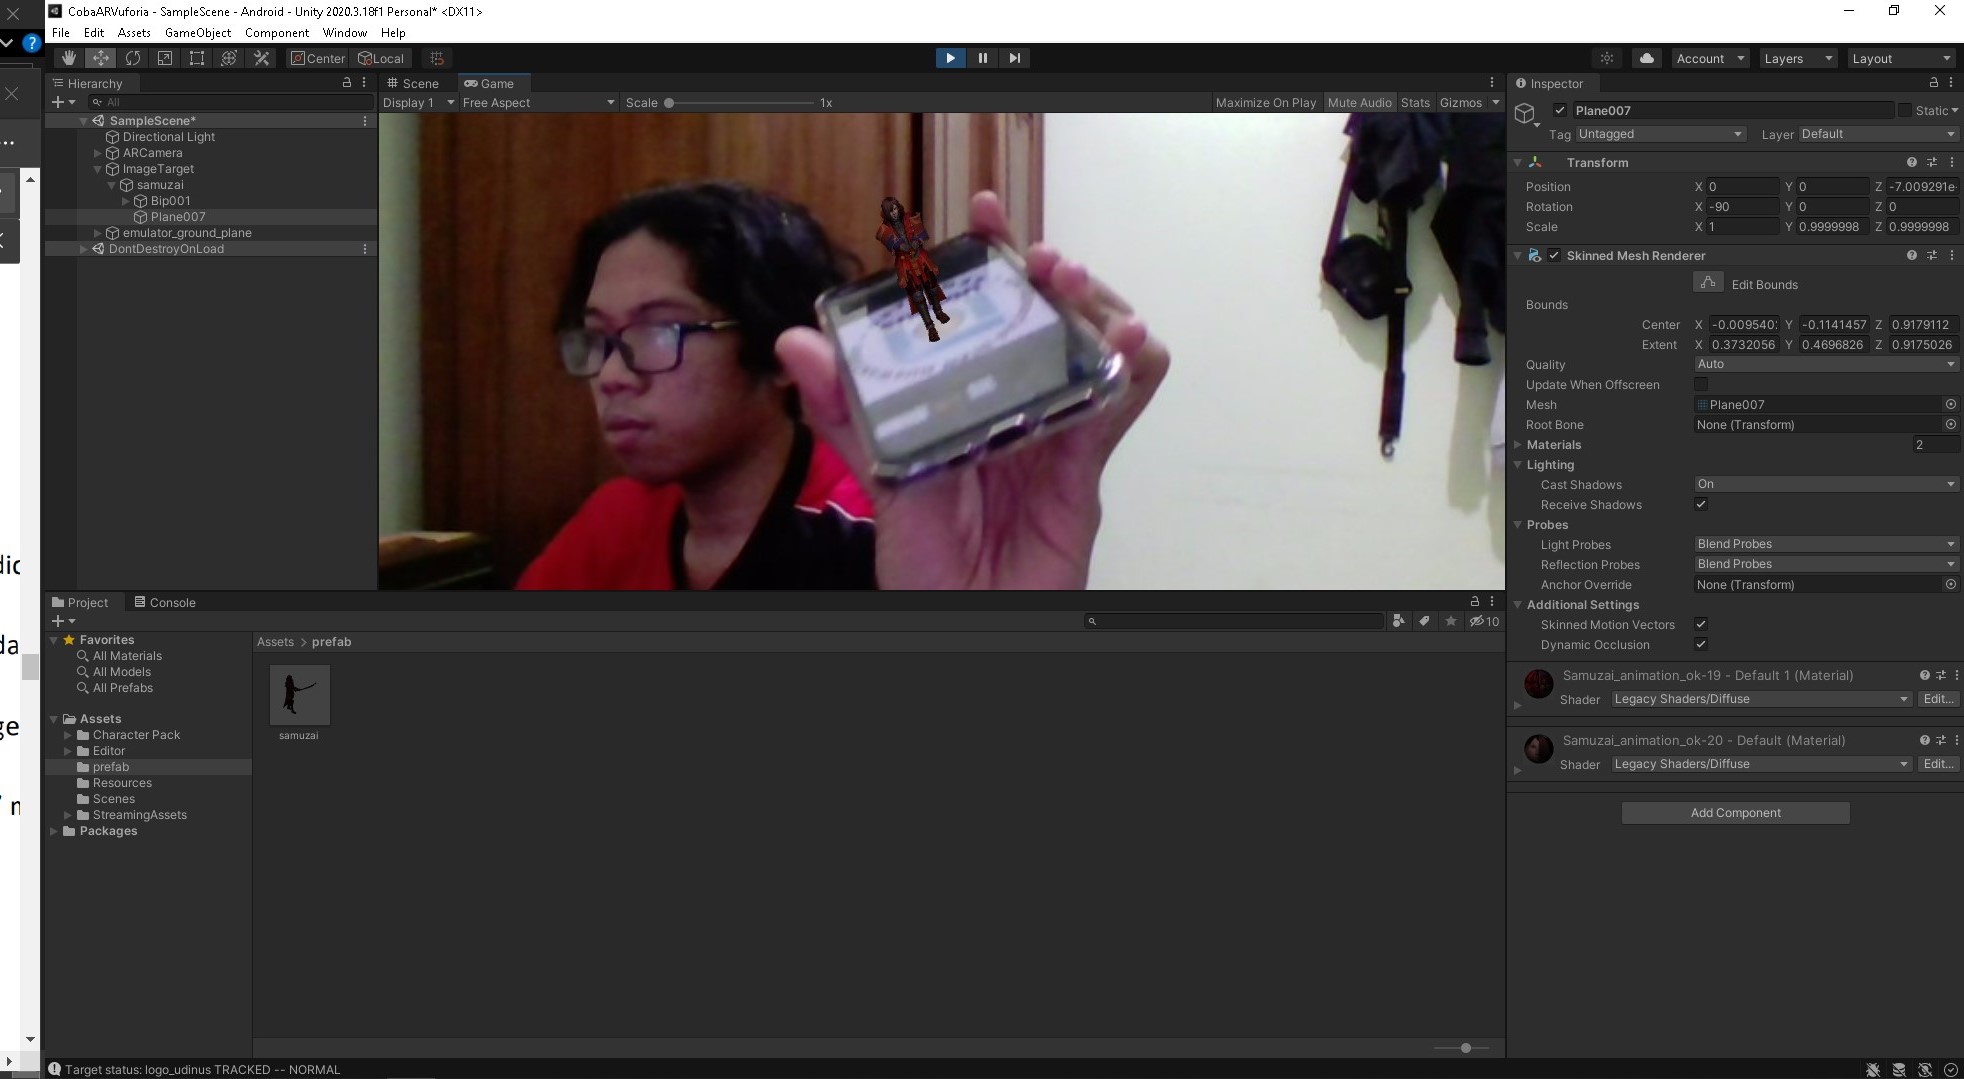 CobaARVuforia - SampleScene - Android - Unity 2020.3.18f1 Personal* <DX11>
File Edit Assets GameObject Component Window Help
Center Local
Account Layers Layout
Hierarchy
All
SampleScene*
Directional Light
ARCamera
ImageTarget
samuzai
Bip001
Plane007
emulator_ground_plane
DontDestroyOnLoad
Scene Game
Display 1 Free Aspect Scale 1x Maximize On Play Mute Audio Stats Gizmos
Inspector
Plane007 Static
Tag Untagged Layer Default
Transform
Position X 0 Y 0 Z -7.009291e-
Rotation X -90 Y 0 Z 0
Scale X 1 Y 0.9999998 Z 0.9999998
Skinned Mesh Renderer
Edit Bounds
Bounds
Center X -0.009540: Y -0.1141457 Z 0.9179112
Extent X 0.3732056 Y 0.4696826 Z 0.9175026
Quality Auto
Update When Offscreen
Mesh Plane007
Root Bone None (Transform)
Materials 2
Lighting
Cast Shadows On
Receive Shadows
Probes
Light Probes Blend Probes
Reflection Probes Blend Probes
Anchor Override None (Transform)
Additional Settings
Skinned Motion Vectors
Dynamic Occlusion
Samuzai_animation_ok-19 - Default 1 (Material)
Shader Legacy Shaders/Diffuse Edit...
Samuzai_animation_ok-20 - Default (Material)
Shader Legacy Shaders/Diffuse Edit...
Add Component
Project Console
10
Favorites
All Materials
All Models
All Prefabs
Assets
Character Pack
Editor
prefab
Resources
Scenes
StreamingAssets
Packages
Assets > prefab
samuzai
Target status: logo_udinus TRACKED -- NORMAL